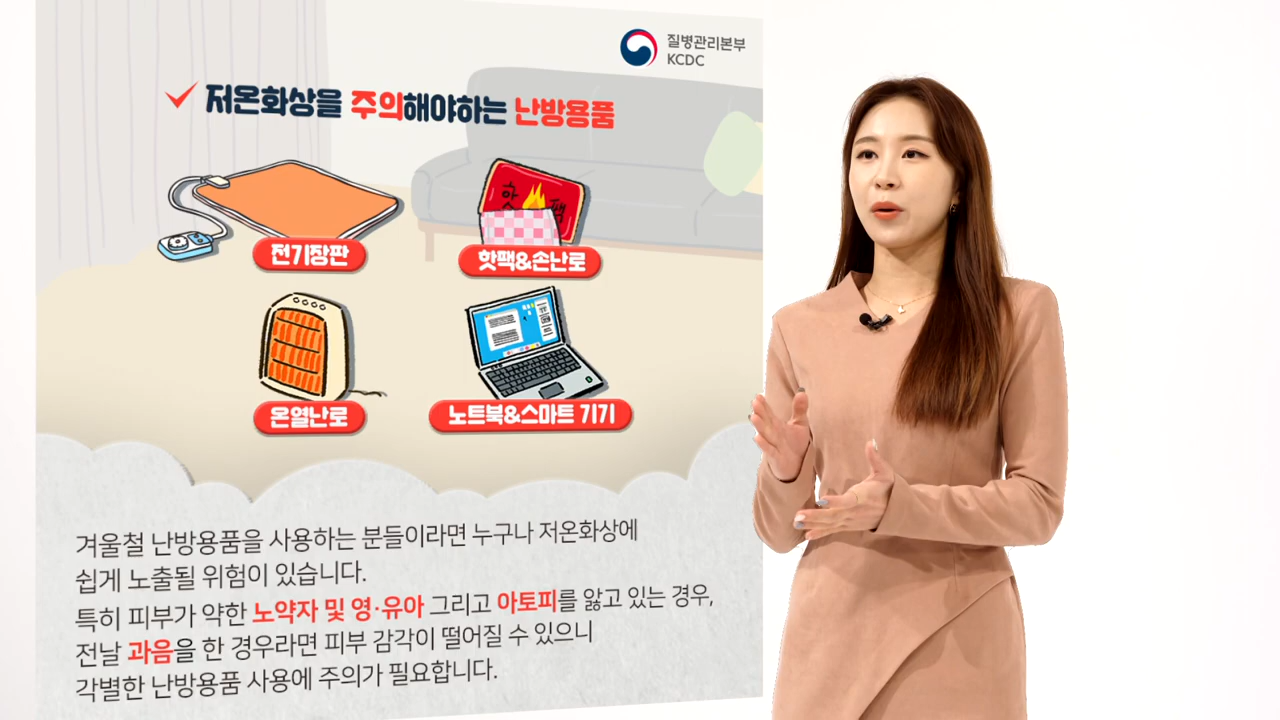 질병관리본부
KCDC
저온화상을 주의해야하는 난방용품
핫팩
전기장판
핫팩&손난로
온열난로
노트북&스마트 기기
겨울철 난방용품을 사용하는 분들이라면 누구나 저온화상에
쉽게 노출될 위험이 있습니다.
특히 피부가 약한 노약자 및 영·유아 그리고 아토피를 앓고 있는 경우,
전날 과음을 한 경우라면 피부 감각이 떨어질 수 있으니
각별한 난방용품 사용에 주의가 필요합니다.